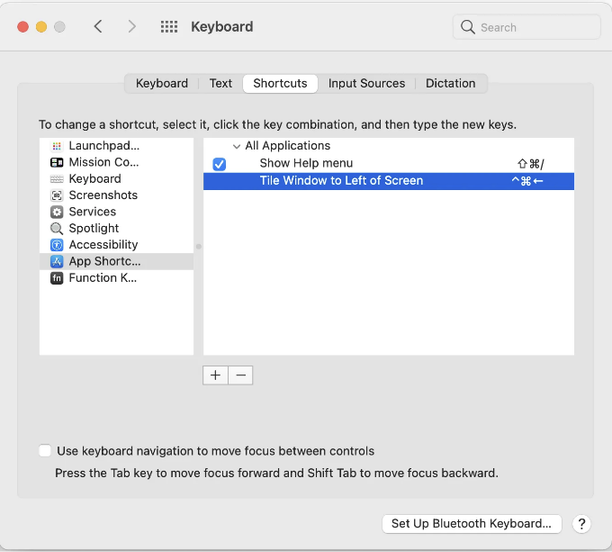 Keyboard
Search
Keyboard Text Shortcuts Input Sources Dictation
To change a shortcut, select it, click the key combination, and then type the new keys.
Launchpad...
Mission Co...
Keyboard
Screenshots
Services
Spotlight
Accessibility
App Shortc...
fn Function K...
All Applications
Show Help menu ⇧⌘/
Tile Window to Left of Screen ^⌘←
+ −
Use keyboard navigation to move focus between controls
Press the Tab key to move focus forward and Shift Tab to move focus backward.
Set Up Bluetooth Keyboard... ?